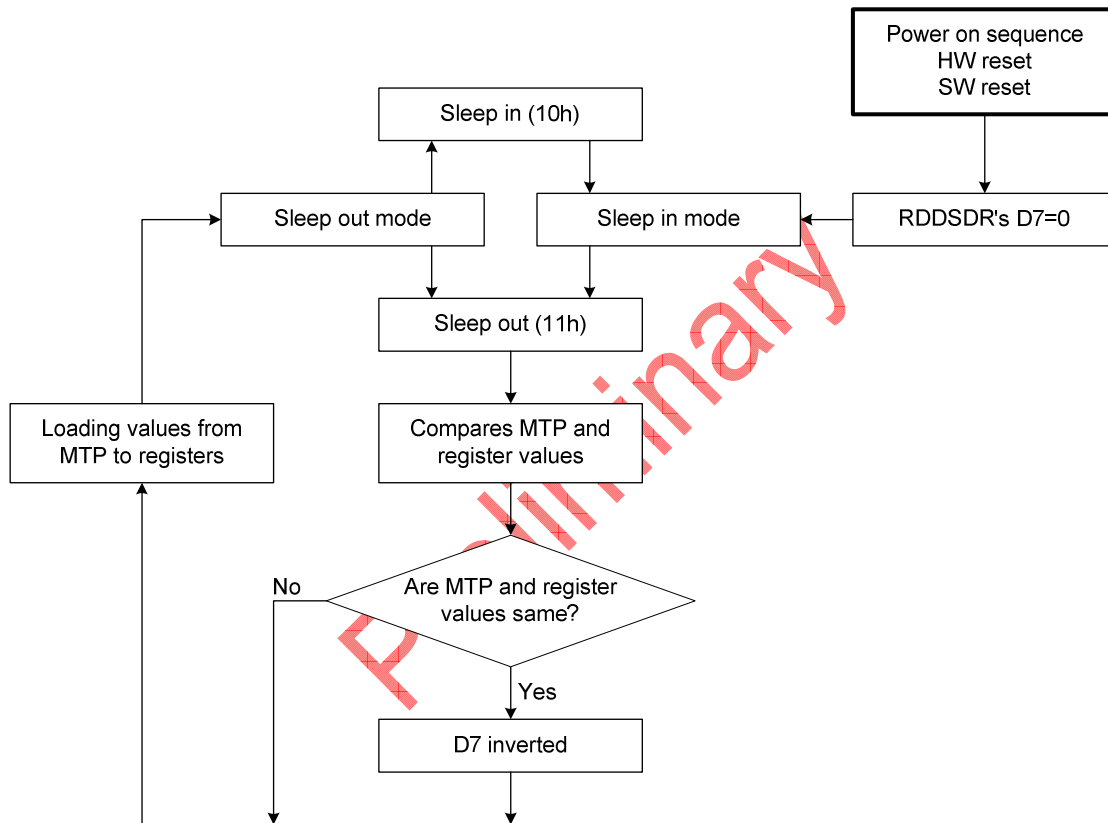 Power on sequence
HW reset
SW reset
Sleep in (10h)
Sleep out mode
Sleep in mode
RDDSDR's D7=0
Sleep out (11h)
Loading values from
MTP to registers
Compares MTP and
register values
No
Are MTP and register
values same?
Yes
D7 inverted
Preliminary